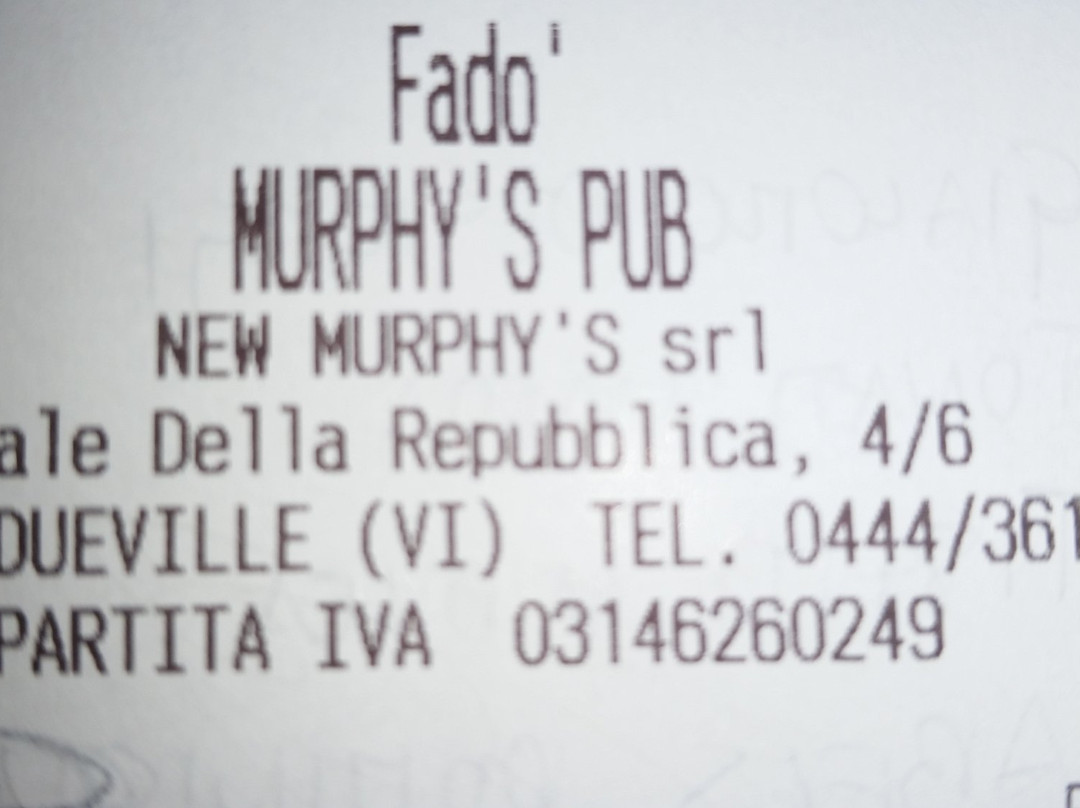 Fado'
MURPHY'S PUB
NEW MURPHY'S srl
ale Della Repubblica, 4/6
DUEVILLE (VI) TEL. 0444/361
PARTITA IVA 03146260249